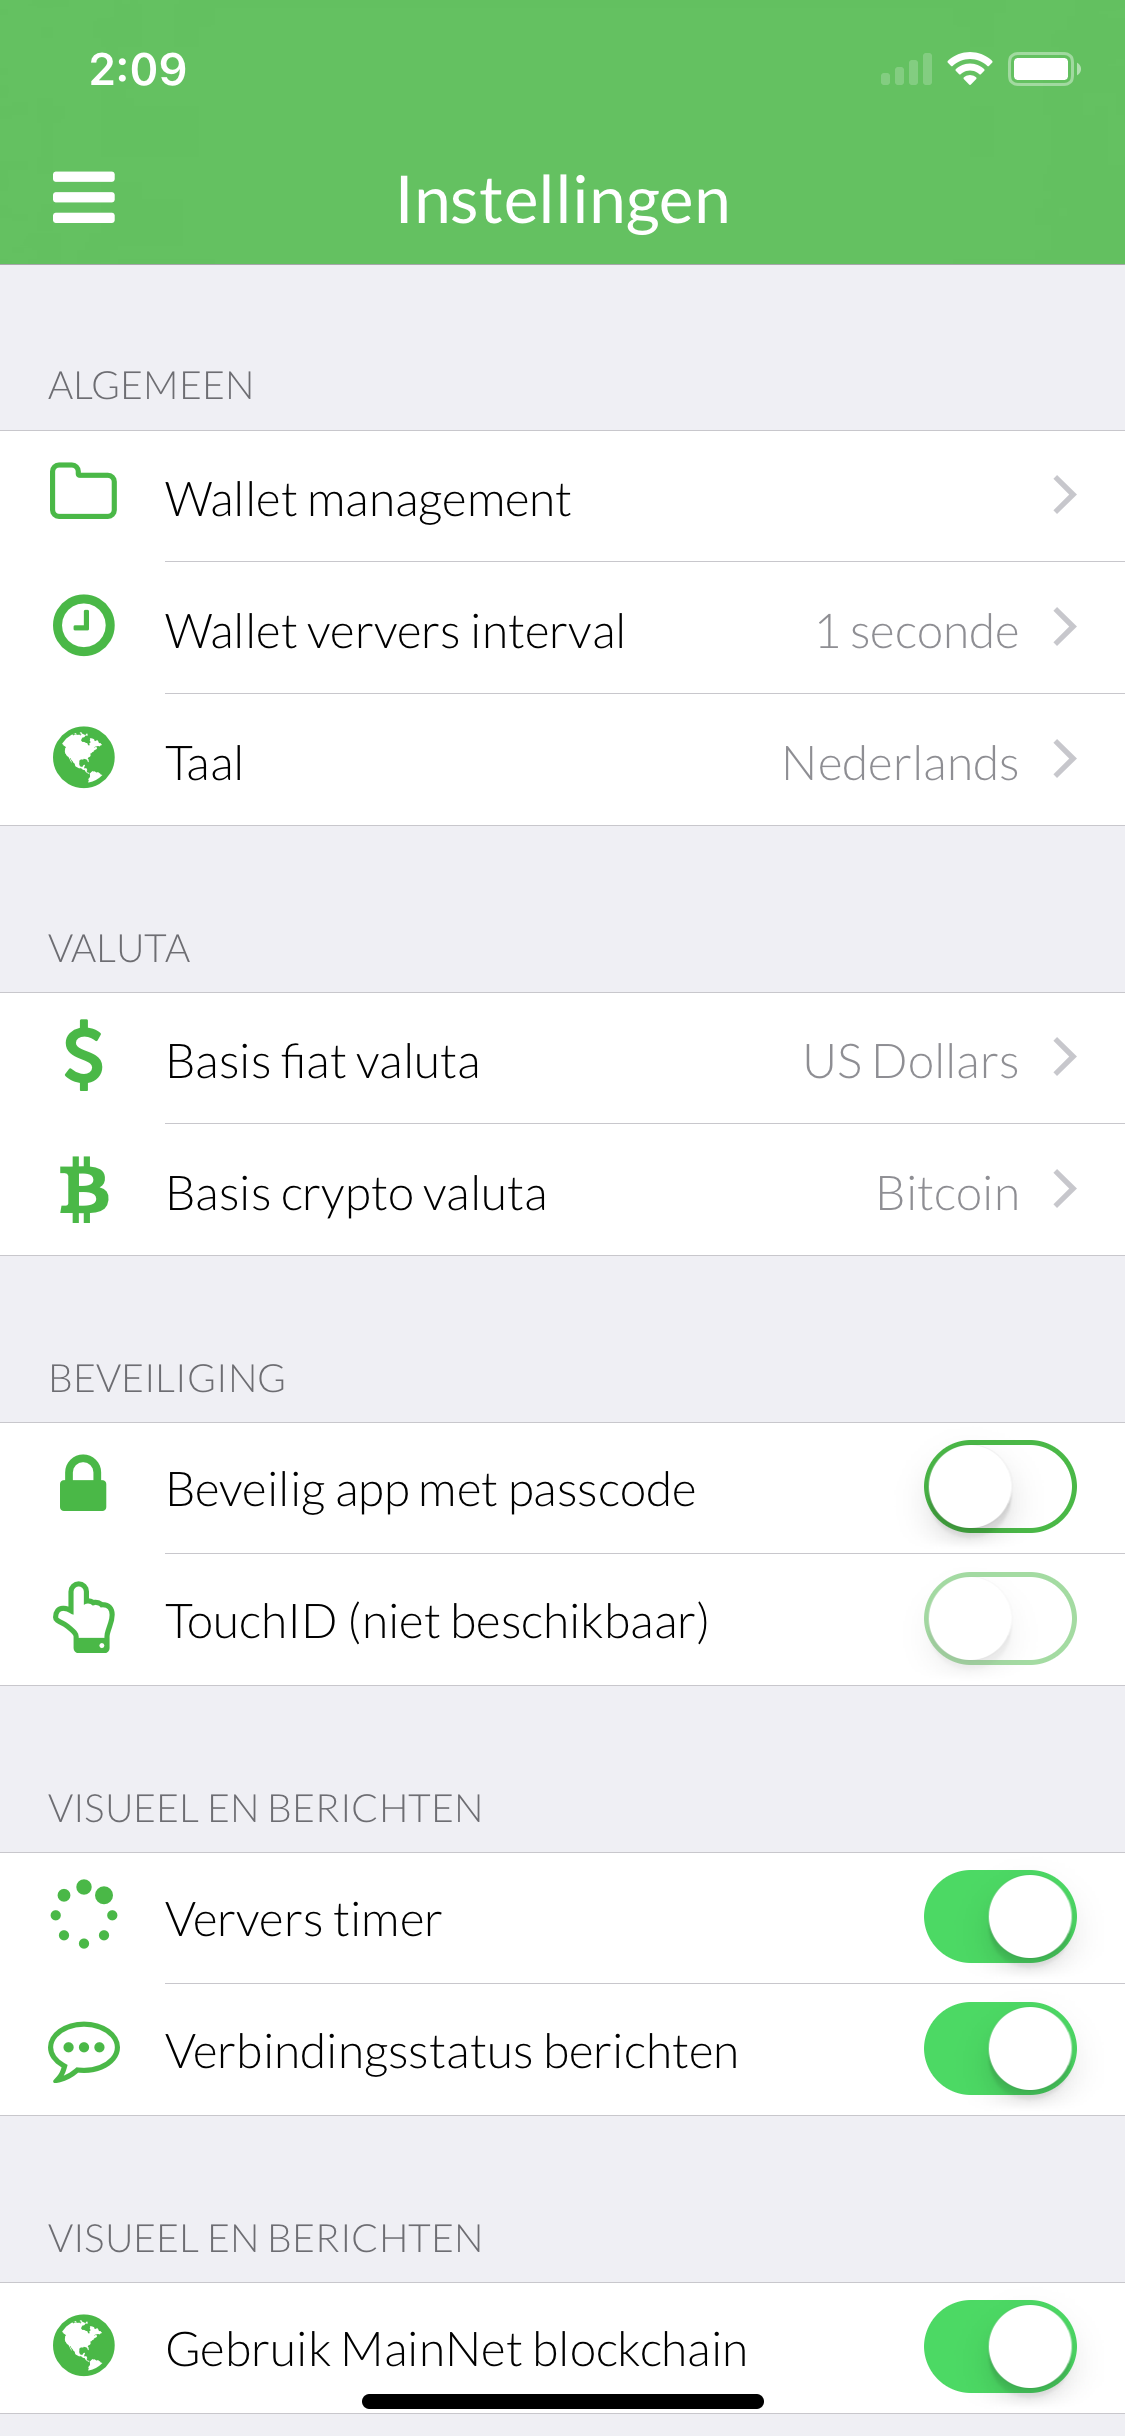 2:09
Instellingen
ALGEMEEN
Wallet management
Wallet ververs interval 1 seconde
Taal Nederlands
VALUTA
Basis fiat valuta US Dollars
Basis crypto valuta Bitcoin
BEVEILIGING
Beveilig app met passcode
TouchID (niet beschikbaar)
VISUEEL EN BERICHTEN
Ververs timer
Verbindingsstatus berichten
VISUEEL EN BERICHTEN
Gebruik MainNet blockchain